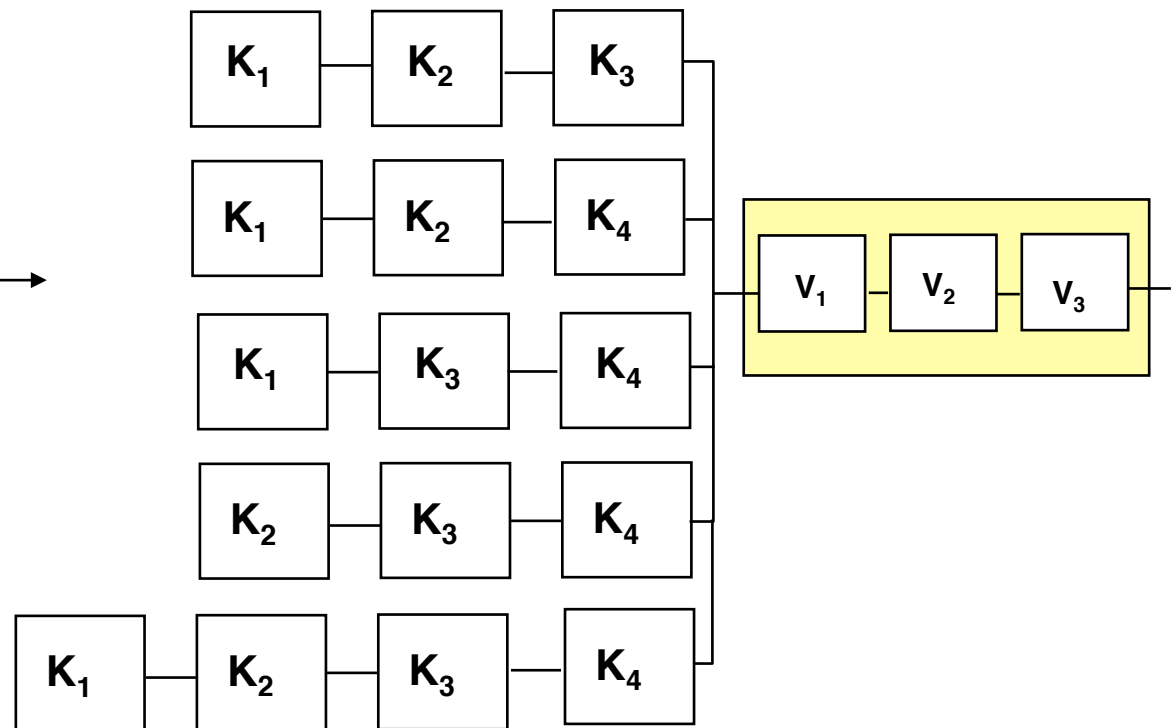 K₁ K₂ K₃
K₁ K₂ K₄
V₁ V₂ V₃
K₁ K₃ K₄
K₂ K₃ K₄
K₁ K₂ K₃ K₄